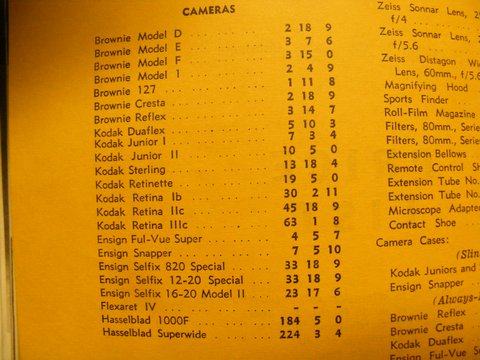 CAMERAS
Brownie Model D . . . . . . . . 2 18 9
Brownie Model E . . . . . . . . 3 7 6
Brownie Model F . . . . . . . . 3 15 0
Brownie Model 1 . . . . . . . . 2 4 9
Brownie 127 . . . . . . . . 1 11 8
Brownie Cresta . . . . . . . . 2 18 9
Brownie Reflex . . . . . . . . 3 14 7
Kodak Duaflex . . . . . . . . 5 10 3
Kodak Junior I . . . . . . . . 7 3 4
Kodak Junior II . . . . . . . . 10 5 0
Kodak Sterling . . . . . . . . 13 18 4
Kodak Retinette . . . . . . . . 19 5 0
Kodak Retina Ib . . . . . . . . 30 2 11
Kodak Retina IIc . . . . . . . . 45 18 9
Kodak Retina IIIc . . . . . . . . 63 1 8
Ensign Ful-Vue Super . . . . . . 4 5 7
Ensign Snapper . . . . . . . . 7 5 10
Ensign Selfix 820 Special . . . . 33 18 9
Ensign Selfix 12-20 Special . . . 33 18 9
Ensign Selfix 16-20 Model II . . . 23 17 6
Flexaret IV . . . . . . . . - - -
Hasselblad 1000F . . . . . . . . 184 5 0
Hasselblad Superwide . . . . . . 224 3 4
Zeiss Sonnar Lens,
f/4
Zeiss Sonnar Lens,
f/5.6
Zeiss Distagon
Lens, 60mm.,
Magnifying Hood
Sports Finder
Roll-Film Magazine
Filters, 80mm.,
Filters, 80mm.,
Extension Bellows
Remote Control
Extension Tube No.
Extension Tube No.
Microscope
Contact Shoe . . .
Camera Cases:
Kodak Juniors and
Ensign Snapper
Brownie Reflex
Brownie Cresta
Kodak Duaflex
Ensign Ful-Vue